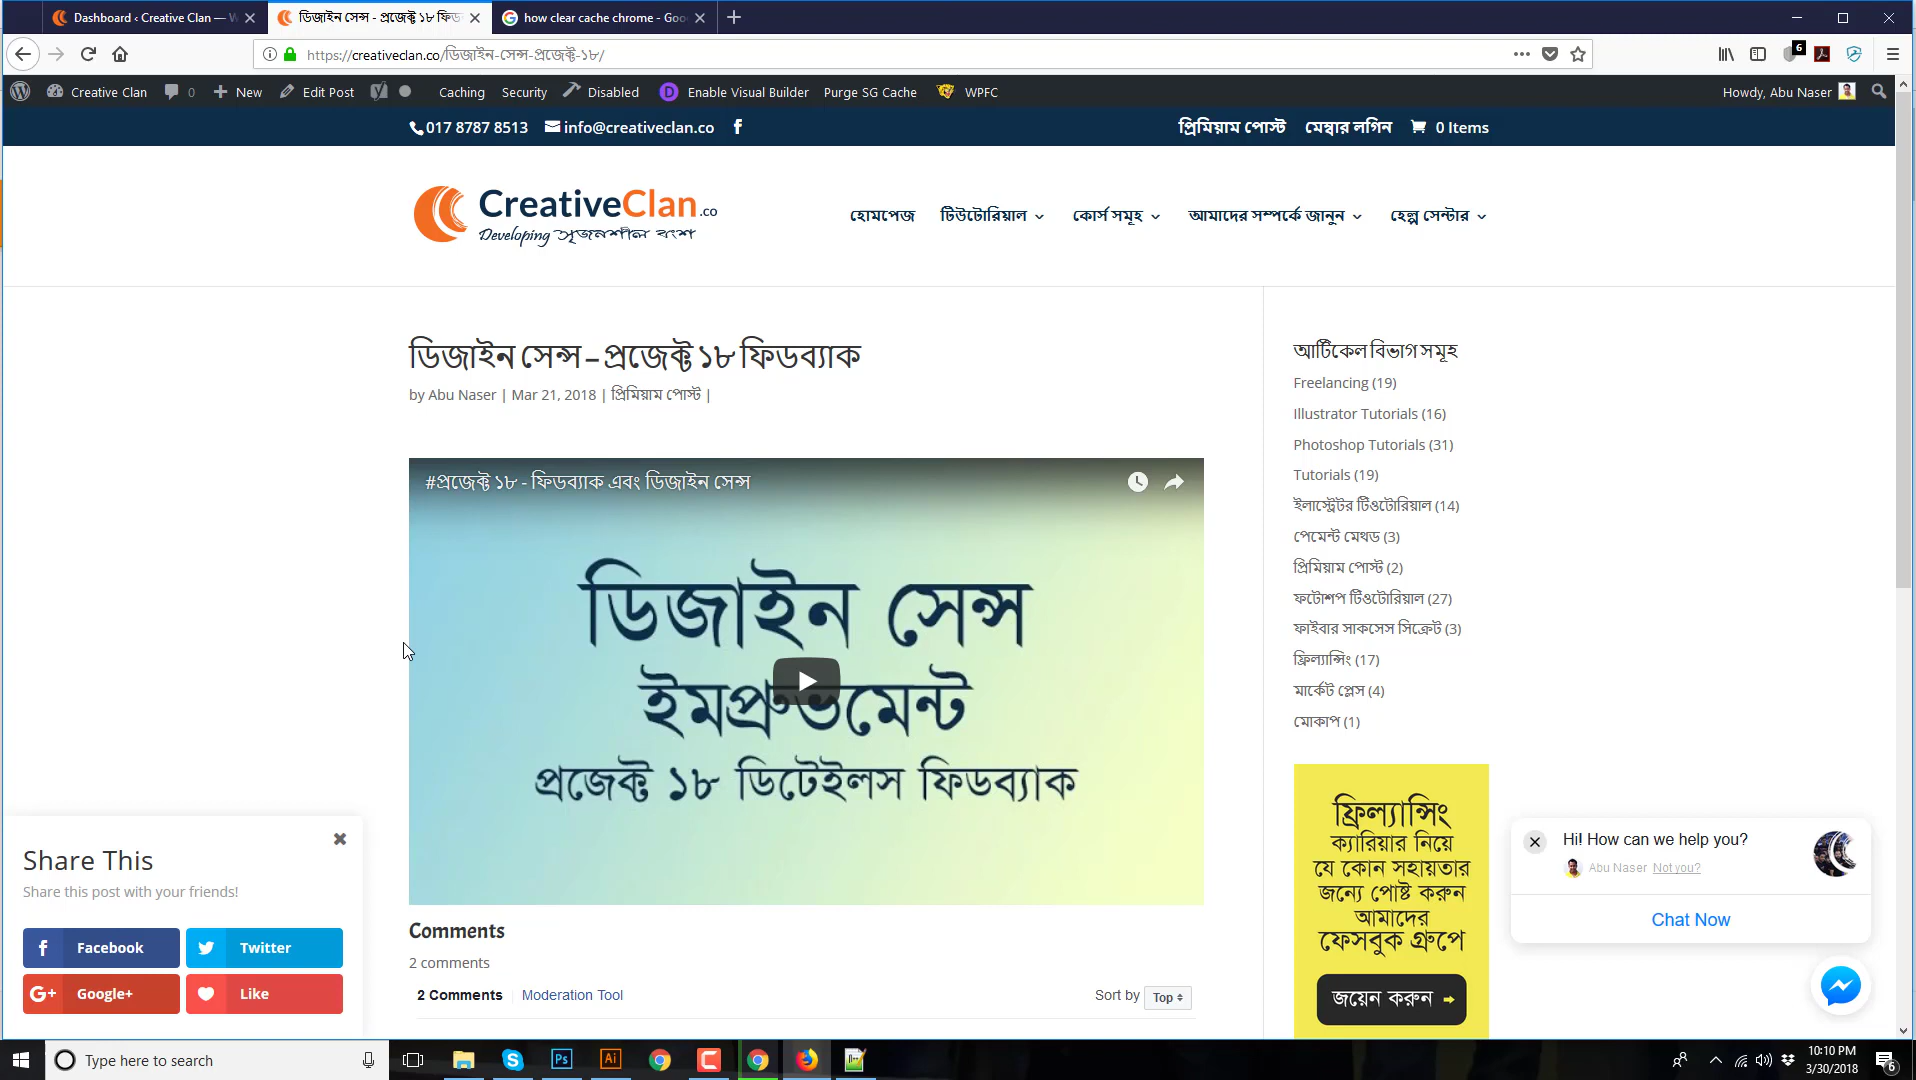 Dashboard ‹ Creative Clan — W
ডিজাইন সেন্স - প্রজেক্ট ১৮ ফিড
how clear cache chrome - Goo
https://creativeclan.co/ডিজাইন-সেন্স-প্রজেক্ট-১৮/
6
Creative Clan
0
New
Edit Post
Caching
Security
Disabled
Enable Visual Builder
Purge SG Cache
WPFC
Howdy, Abu Naser
017 8787 8513
info@creativeclan.co
প্রিমিয়াম পোস্ট
মেম্বার লগিন
0 Items
CreativeClan.co
Developing সৃজনশীল বংশ
হোমপেজ
টিউটোরিয়াল
কোর্স সমূহ
আমাদের সম্পর্কে জানুন
হেল্প সেন্টার
ডিজাইন সেন্স – প্রজেক্ট ১৮ ফিডব্যাক
by Abu Naser | Mar 21, 2018 | প্রিমিয়াম পোস্ট |
#প্রজেক্ট ১৮ - ফিডব্যাক এবং ডিজাইন সেন্স
ডিজাইন সেন্স
ইমপ্রুভমেন্ট
প্রজেক্ট ১৮ ডিটেইলস ফিডব্যাক
Comments
2 comments
2 Comments
Moderation Tool
Sort by
Top
আর্টিকেল বিভাগ সমূহ
Freelancing (19)
Illustrator Tutorials (16)
Photoshop Tutorials (31)
Tutorials (19)
ইলাস্ট্রেটর টিওটোরিয়াল (14)
পেমেন্ট মেথড (3)
প্রিমিয়াম পোস্ট (2)
ফটোশপ টিওটোরিয়াল (27)
ফাইবার সাকসেস সিক্রেট (3)
ফ্রিল্যান্সিং (17)
মার্কেট প্লেস (4)
মোকাপ (1)
ফ্রিল্যান্সিং
ক্যারিয়ার নিয়ে
যে কোন সহায়তার
জন্যে পোষ্ট করুন
আমাদের
ফেসবুক গ্রুপে
জয়েন করুন
Share This
Share this post with your friends!
Facebook
Twitter
Google+
Like
Hi! How can we help you?
Abu Naser Not you?
Chat Now
Type here to search
Ps
Ai
10:10 PM
3/30/2018
6